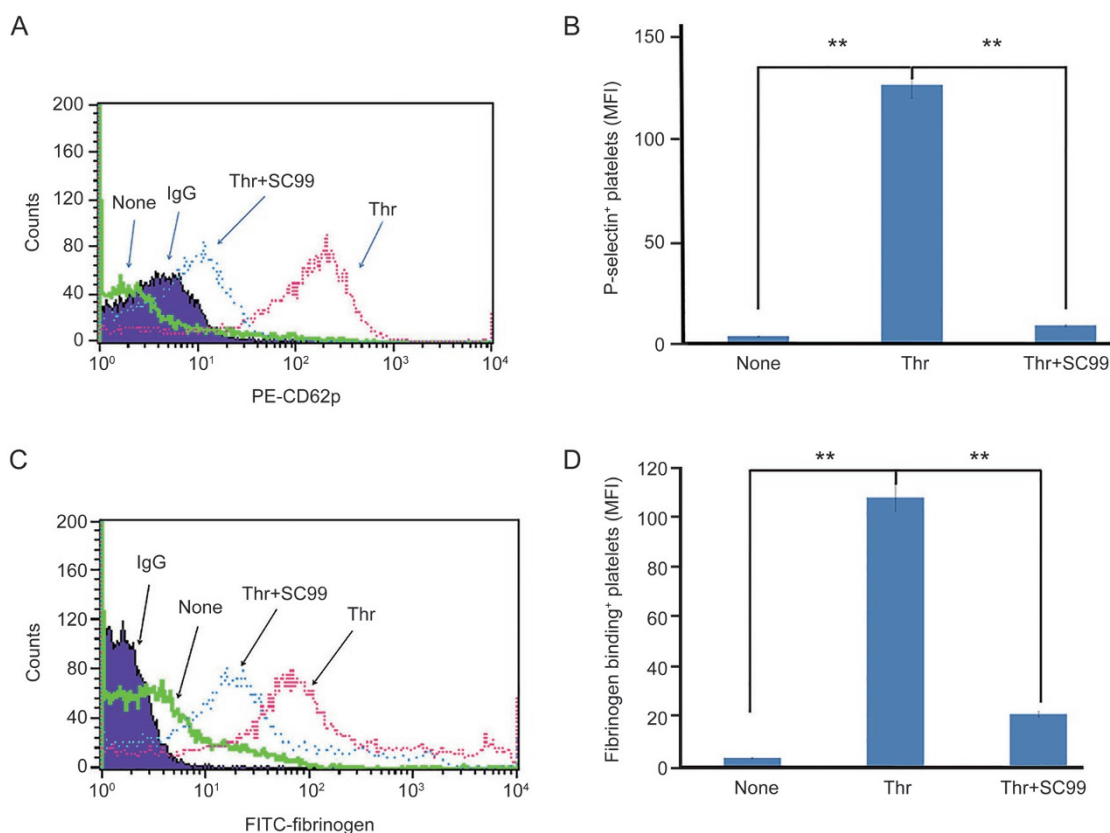 A
200
160
120
80
40
0
Counts
None
IgG
Thr+SC99
Thr
10⁰ 10¹ 10² 10³ 10⁴
PE-CD62p
B
150
100
50
0
P-selectin⁺ platelets (MFI)
** **
None Thr Thr+SC99
C
200
160
120
80
40
0
Counts
IgG
None
Thr+SC99
Thr
10⁰ 10¹ 10² 10³ 10⁴
FITC-fibrinogen
D
120
100
80
60
40
20
0
Fibrinogen binding⁺ platelets (MFI)
** **
None Thr Thr+SC99